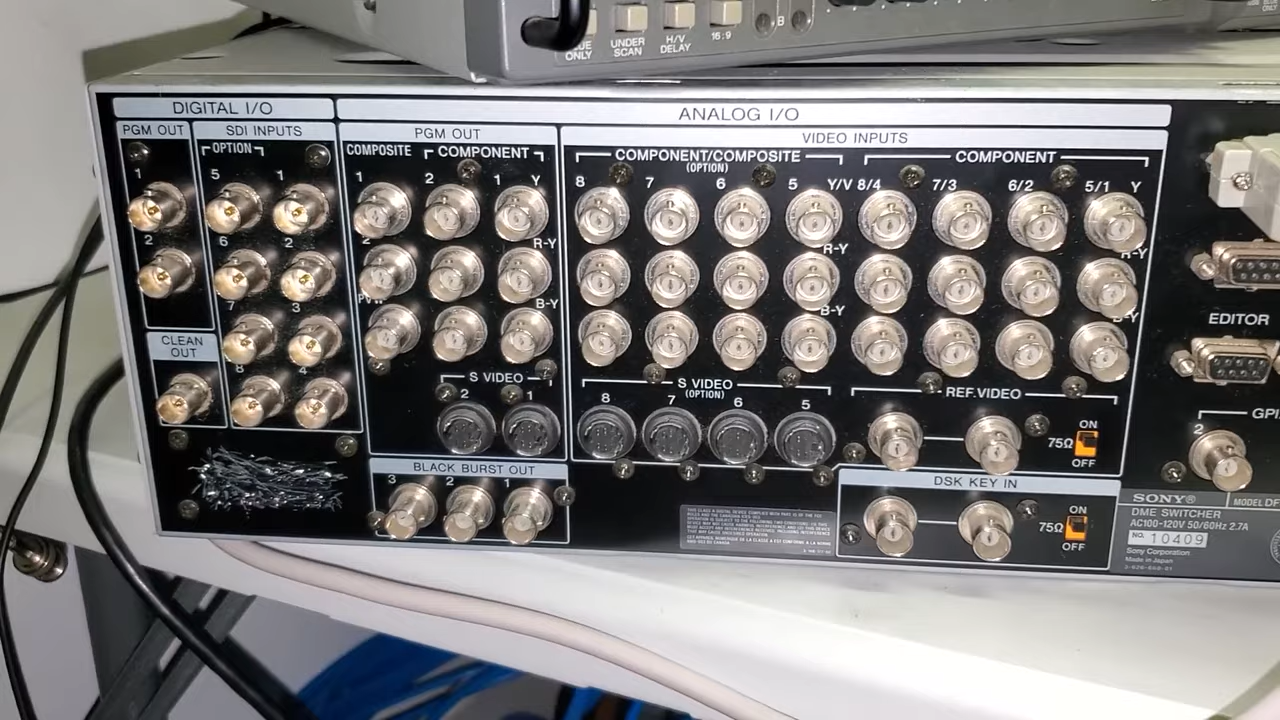 UE ONLY
UNDER SCAN
H/V DELAY
16:9
B
DIGITAL I/O
PGM OUT
1
2
SDI INPUTS
OPTION
5 1
6 2
7 3
8 4
CLEAN OUT
ANALOG I/O
PGM OUT
COMPOSITE
COMPONENT
1 2 1 Y
2 R-Y
B-Y
S VIDEO
2 1
BLACK BURST OUT
3 2 1
VIDEO INPUTS
COMPONENT/COMPOSITE
(OPTION)
COMPONENT
8 7 6 5 Y/V 8/4 7/3 6/2 5/1 Y
R-Y R-Y
B-Y
S VIDEO
(OPTION)
8 7 6 5
REF.VIDEO
75Ω
ON
OFF
DSK KEY IN
75Ω
ON
OFF
EDITOR
GPI
2
SONY®
MODEL DF
DME SWITCHER
AC100-120V 50/60Hz 2.7A
NO. 10409
Sony Corporation
Made in Japan